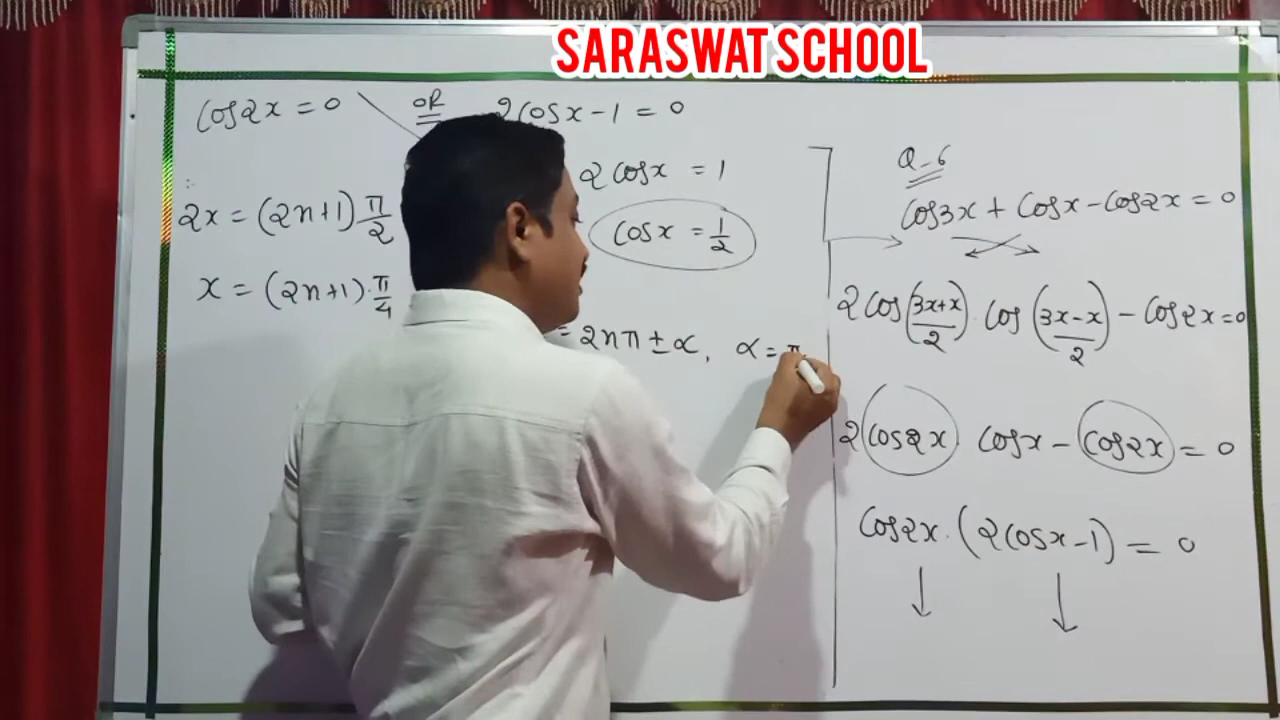 SARASWAT SCHOOL
cos2x = 0 OR 2cosx - 1 = 0
2cosx = 1
2x = (2n+1) π/2
cosx = 1/2
x = (2n+1)·π/4
= 2nπ ± α, α = π
Q-6
cos3x + cosx - cos2x = 0
2cos(3x+x/2)·cos(3x-x/2) - cos2x = 0
2 cos2x cosx - cos2x = 0
cos2x·(2cosx-1) = 0